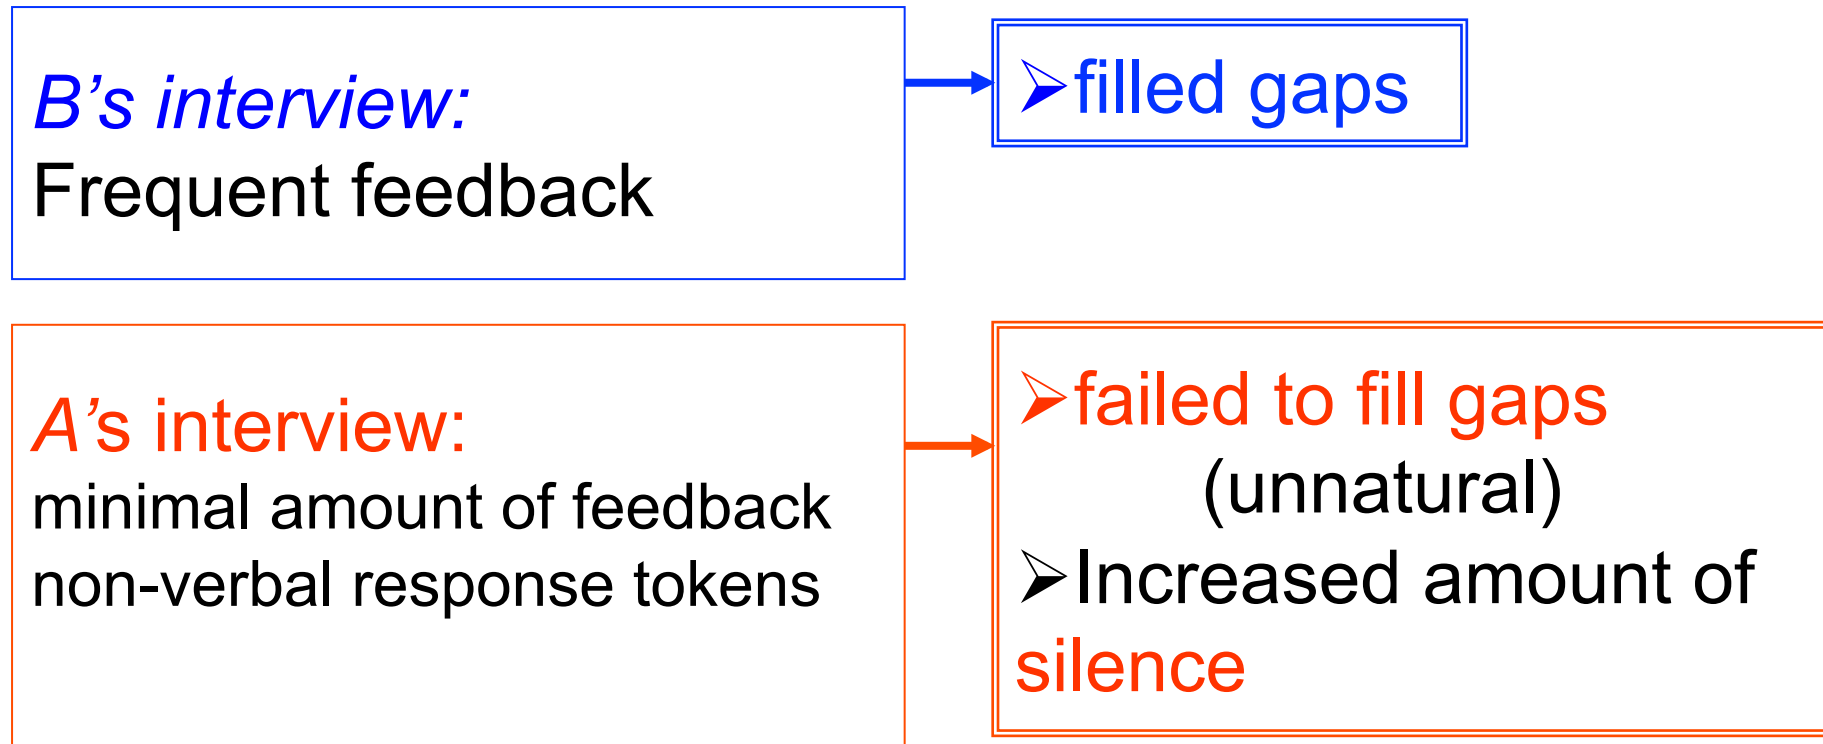 B’s interview:
Frequent feedback
➢filled gaps
A’s interview:
minimal amount of feedback
non-verbal response tokens
➢failed to fill gaps
(unnatural)
➢Increased amount of
silence